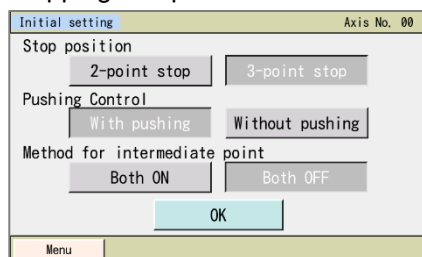 Initial setting Axis No. 00
Stop position
2-point stop 3-point stop
Pushing Control
With pushing Without pushing
Method for intermediate point
Both ON Both OFF
OK
Menu